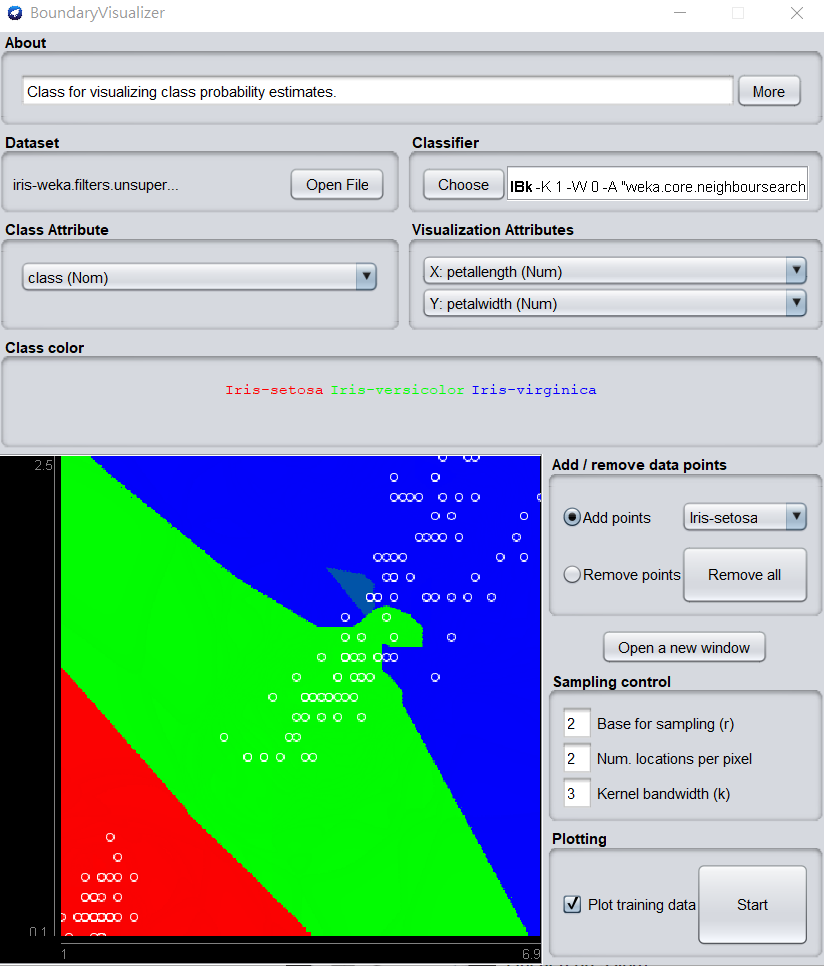 BoundaryVisualizer
About
Class for visualizing class probability estimates.
More
Dataset
Classifier
iris-weka.filters.unsuper...
Open File
Choose
IBk -K 1 -W 0 -A "weka.core.neighboursearch
Class Attribute
Visualization Attributes
class (Nom)
X: petallength (Num)
Y: petalwidth (Num)
Class color
Iris-setosa Iris-versicolor Iris-virginica
2.5
0.1
1
6.9
Add / remove data points
Add points
Iris-setosa
Remove points
Remove all
Open a new window
Sampling control
2 Base for sampling (r)
2 Num. locations per pixel
3 Kernel bandwidth (k)
Plotting
Plot training data
Start